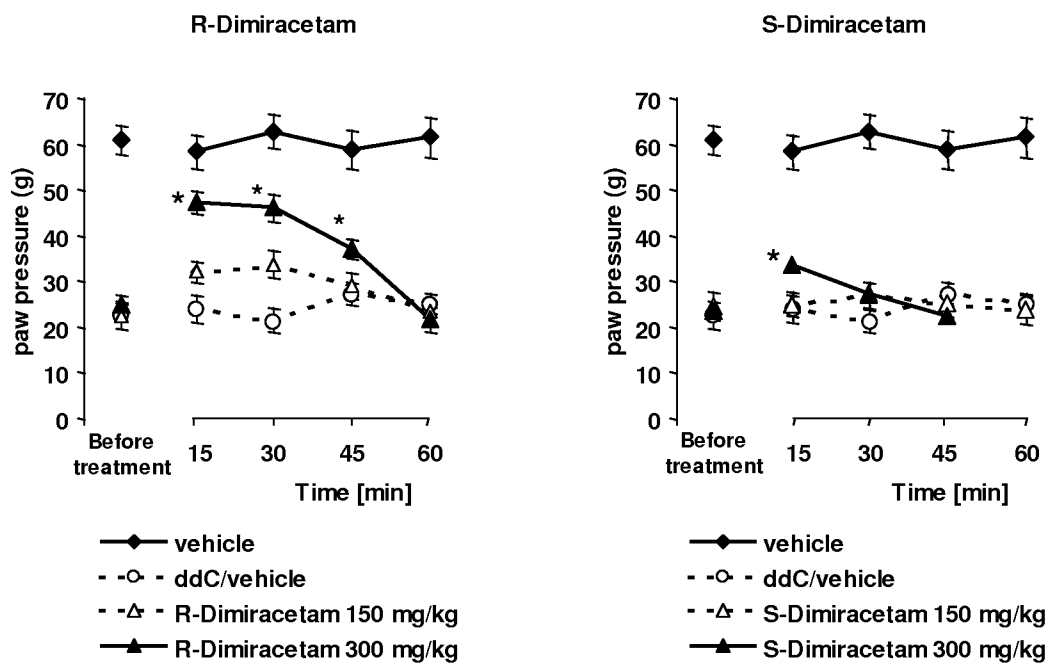 R-Dimiracetam
paw pressure (g)
70
60
50
40
30
20
10
0
*
*
*
Before
treatment
15 30 45 60
Time [min]
vehicle
ddC/vehicle
R-Dimiracetam 150 mg/kg
R-Dimiracetam 300 mg/kg
S-Dimiracetam
paw pressure (g)
70
60
50
40
30
20
10
0
*
Before
treatment
15 30 45 60
Time [min]
vehicle
ddC/vehicle
S-Dimiracetam 150 mg/kg
S-Dimiracetam 300 mg/kg